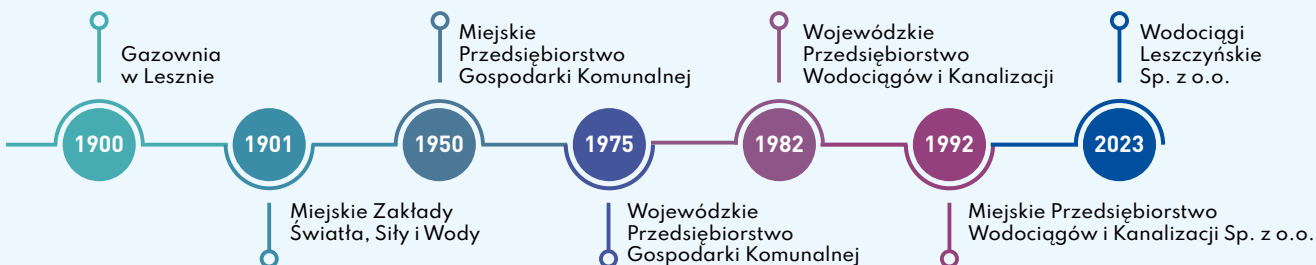 Gazownia
w Lesznie
Miejskie
Przedsiębiorstwo
Gospodarki Komunalnej
Wojewódzkie
Przedsiębiorstwo
Wodociągów i Kanalizacji
Wodociągi
Leszczyńskie
Sp. z o.o.
1900
1901
1950
1975
1982
1992
2023
Miejskie Zakłady
Światła, Siły i Wody
Wojewódzkie
Przedsiębiorstwo
Gospodarki Komunalnej
Miejskie Przedsiębiorstwo
Wodociągów i Kanalizacji Sp. z o.o.